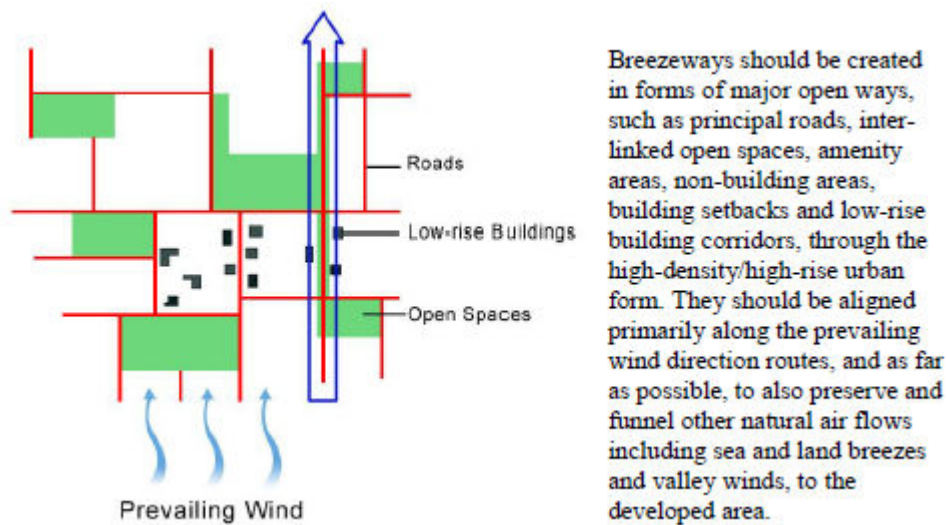 Roads
Low-rise Buildings
Open Spaces
Prevailing Wind
Breezeways should be created
in forms of major open ways,
such as principal roads, inter-
linked open spaces, amenity
areas, non-building areas,
building setbacks and low-rise
building corridors, through the
high-density/high-rise urban
form. They should be aligned
primarily along the prevailing
wind direction routes, and as far
as possible, to also preserve and
funnel other natural air flows
including sea and land breezes
and valley winds, to the
developed area.